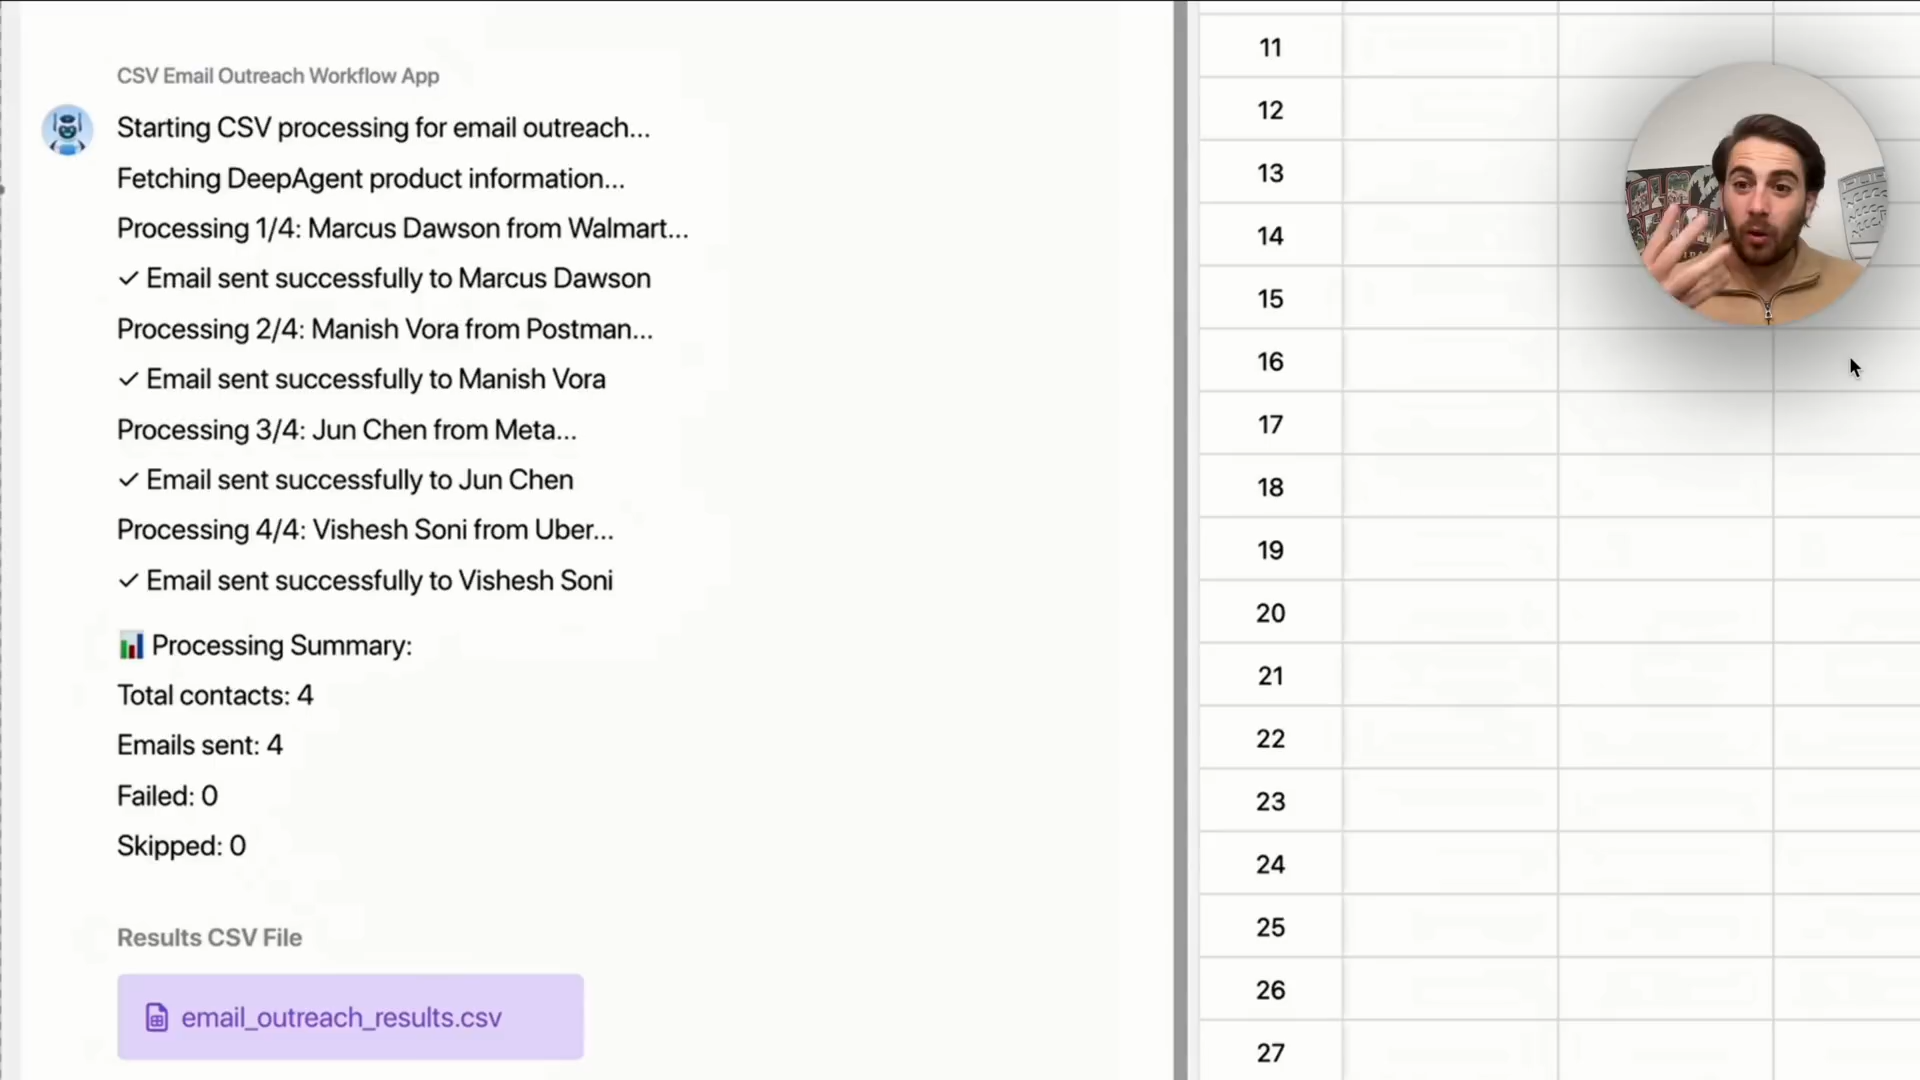 CSV Email Outreach Workflow App
Starting CSV processing for email outreach...
Fetching DeepAgent product information...
Processing 1/4: Marcus Dawson from Walmart...
✓ Email sent successfully to Marcus Dawson
Processing 2/4: Manish Vora from Postman...
✓ Email sent successfully to Manish Vora
Processing 3/4: Jun Chen from Meta...
✓ Email sent successfully to Jun Chen
Processing 4/4: Vishesh Soni from Uber...
✓ Email sent successfully to Vishesh Soni
📊 Processing Summary:
Total contacts: 4
Emails sent: 4
Failed: 0
Skipped: 0
Results CSV File
email_outreach_results.csv
11
12
13
14
15
16
17
18
19
20
21
22
23
24
25
26
27